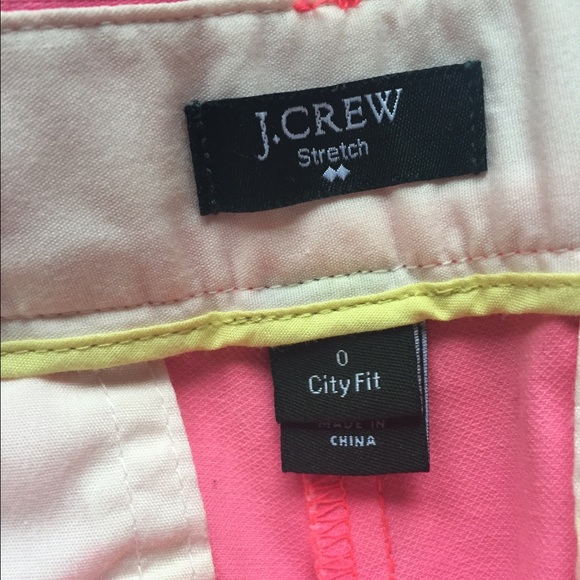 J.CREW
Stretch
0
City Fit
MADE IN
CHINA